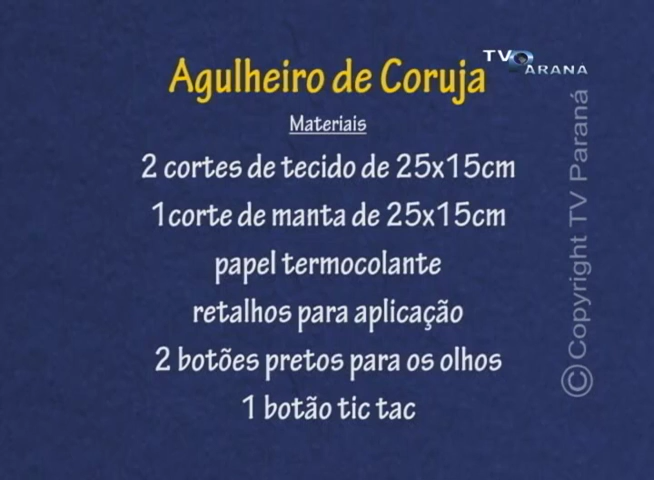 Agulheiro de Coruja
TV PARANÁ
Materiais
2 cortes de tecido de 25x15cm
1corte de manta de 25x15cm
papel termocolante
retalhos para aplicação
2 botões pretos para os olhos
1 botão tic tac
© Copyright TV Paraná